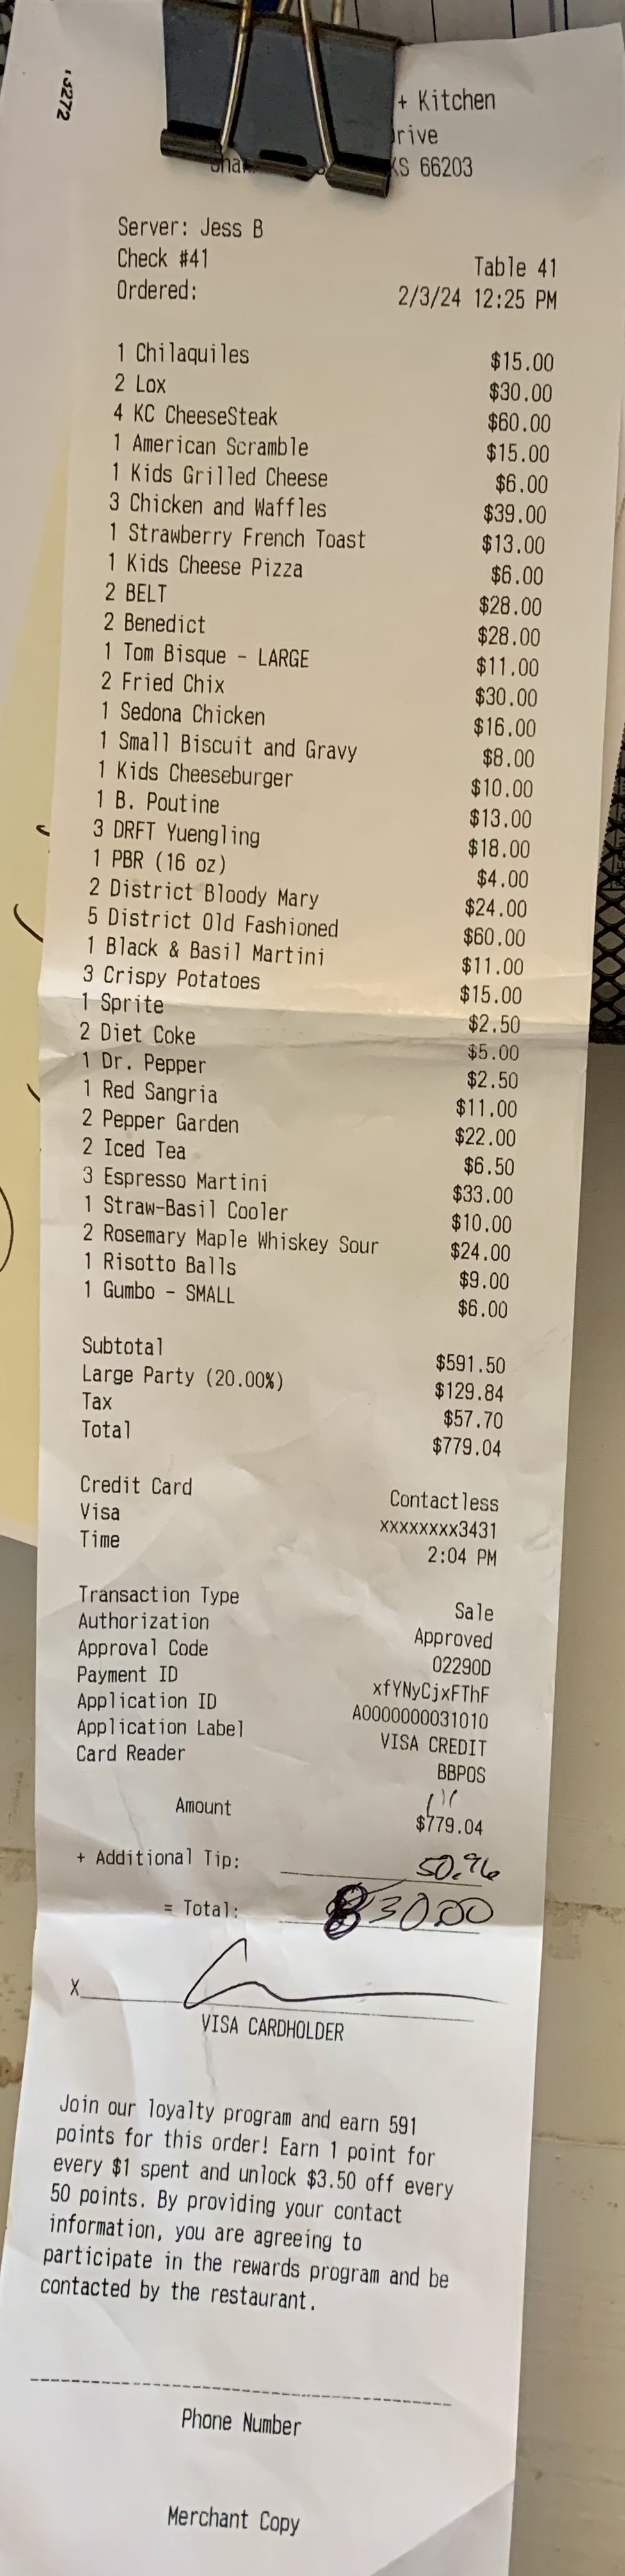 13272
+ Kitchen
KS 66203
Server: Jess B
Check #41 Table 41
Ordered: 2/3/24 12:25 PM
1 Chilaquiles $15.00
2 Lox $30.00
4 KC CheeseSteak $60.00
1 American Scramble $15.00
1 Kids Grilled Cheese $6.00
3 Chicken and Waffles $39.00
1 Strawberry French Toast $13.00
1 Kids Cheese Pizza $6.00
2 BELT $28.00
2 Benedict $28.00
1 Tom Bisque - LARGE $11.00
2 Fried Chix $30.00
1 Sedona Chicken $16.00
1 Small Biscuit and Gravy $8.00
1 Kids Cheeseburger $10.00
1 B. Poutine $13.00
3 DRFT Yuengling $18.00
1 PBR (16 oz) $4.00
2 District Bloody Mary $24.00
5 District Old Fashioned $60.00
1 Black & Basil Martini $11.00
3 Crispy Potatoes $15.00
1 Sprite $2.50
2 Diet Coke $5.00
1 Dr. Pepper $2.50
1 Red Sangria $11.00
2 Pepper Garden $22.00
2 Iced Tea $6.50
3 Espresso Martini $33.00
1 Straw-Basil Cooler $10.00
2 Rosemary Maple Whiskey Sour $24.00
1 Risotto Balls $9.00
1 Gumbo - SMALL $6.00
Subtotal $591.50
Large Party (20.00%) $129.84
Tax $57.70
Total $779.04
Credit Card Contactless
Visa xxxxxxxx3431
Time 2:04 PM
Transaction Type Sale
Authorization Approved
Approval Code 02290D
Payment ID xfYNyCjxFThF
Application ID A0000000031010
Application Label VISA CREDIT
Card Reader BBPOS
Amount $779.04
+ Additional Tip: 50.96
= Total: 830.00
X
VISA CARDHOLDER
Join our loyalty program and earn 591
points for this order! Earn 1 point for
every $1 spent and unlock $3.50 off every
50 points. By providing your contact
information, you are agreeing to
participate in the rewards program and be
contacted by the restaurant.
Phone Number
Merchant Copy